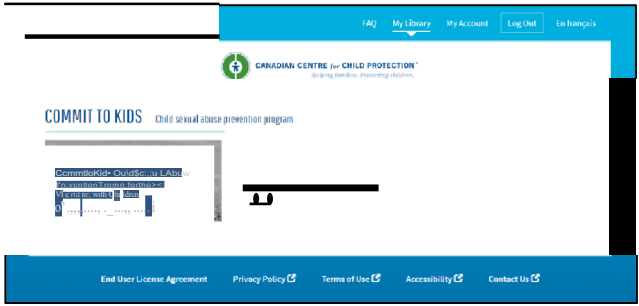 FAQ My Library My Account Log Out En français
CANADIAN CENTRE for CHILD PROTECTION
Helping families. Protecting children.
COMMIT TO KIDS Child sexual abuse prevention program
with
End User License Agreement Privacy Policy Terms of Use Accessibility Contact Us